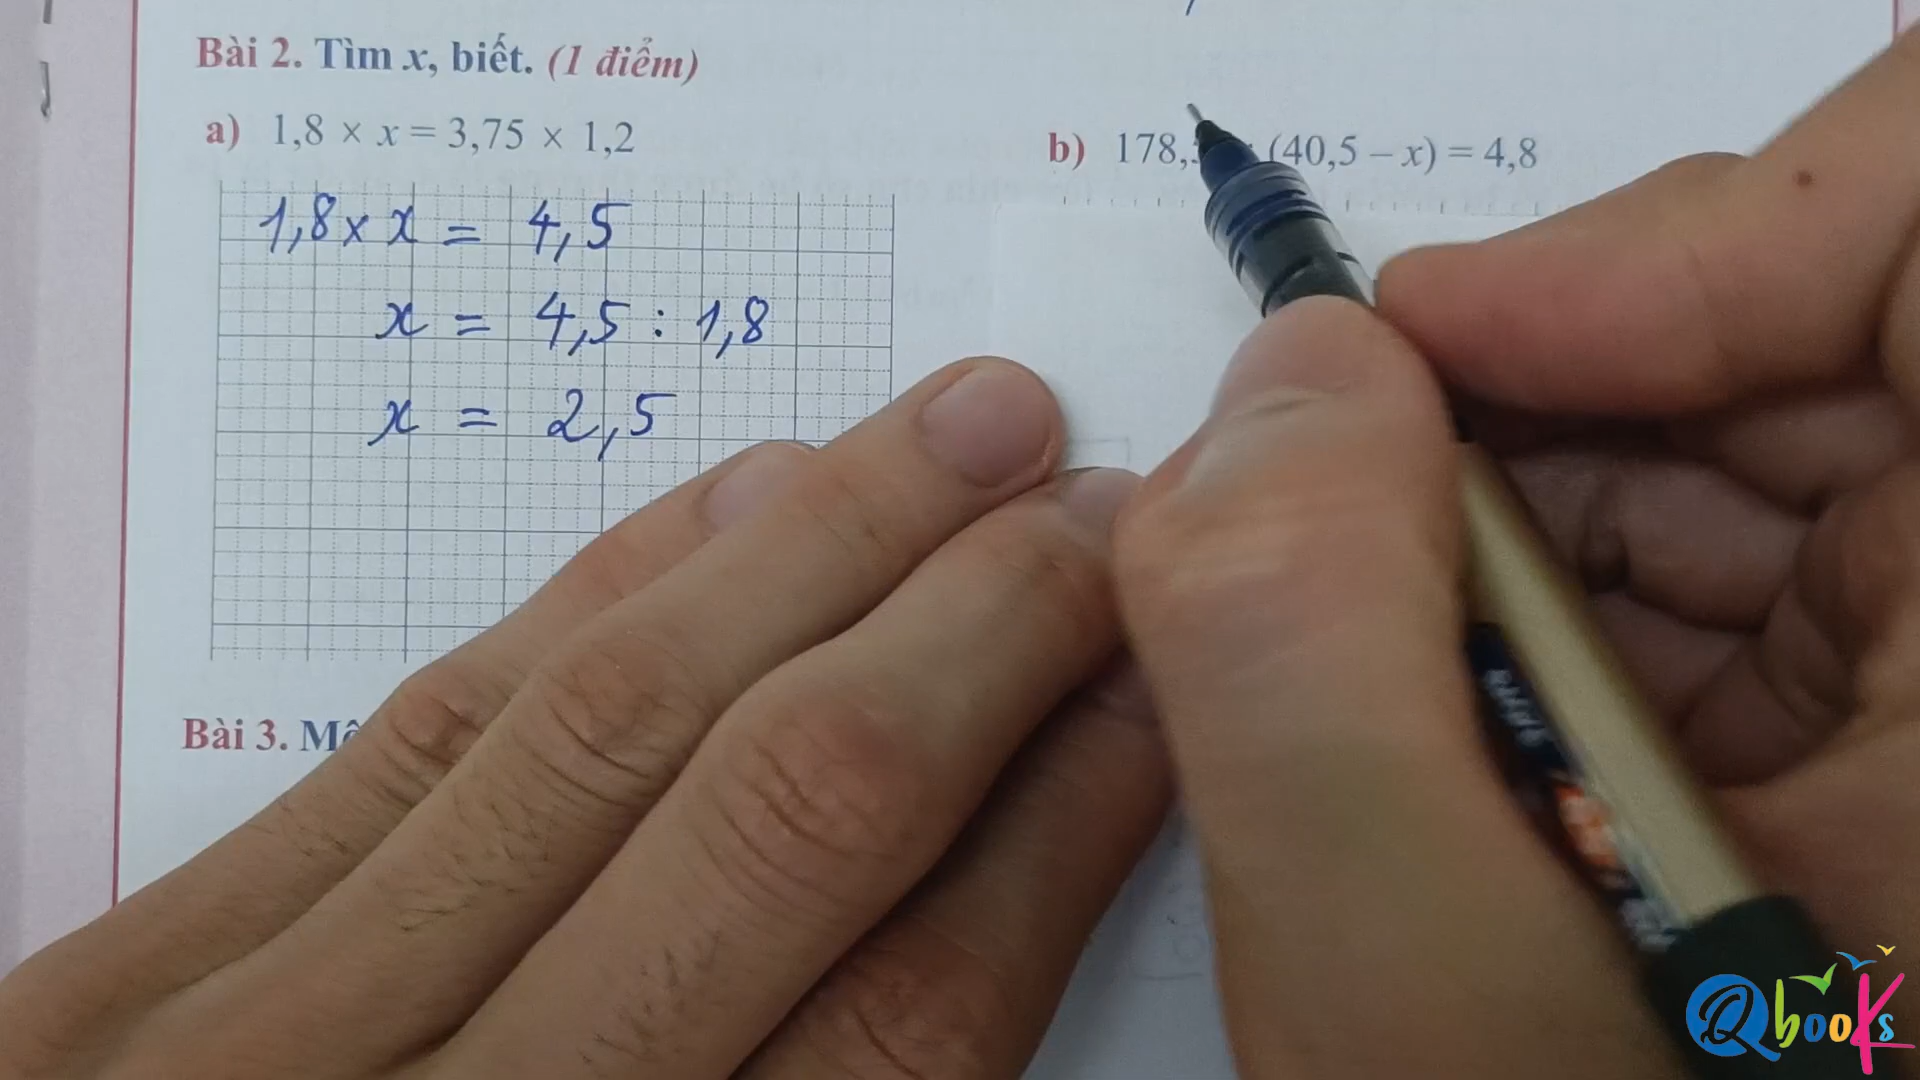 Bài 2. Tìm x, biết. (1 điểm)
a) 1,8 × x = 3,75 × 1,2
b) 178, (40,5 – x) = 4,8
1,8 × x = 4,5
x = 4,5 : 1,8
x = 2,5
Bài 3.
Qbooks